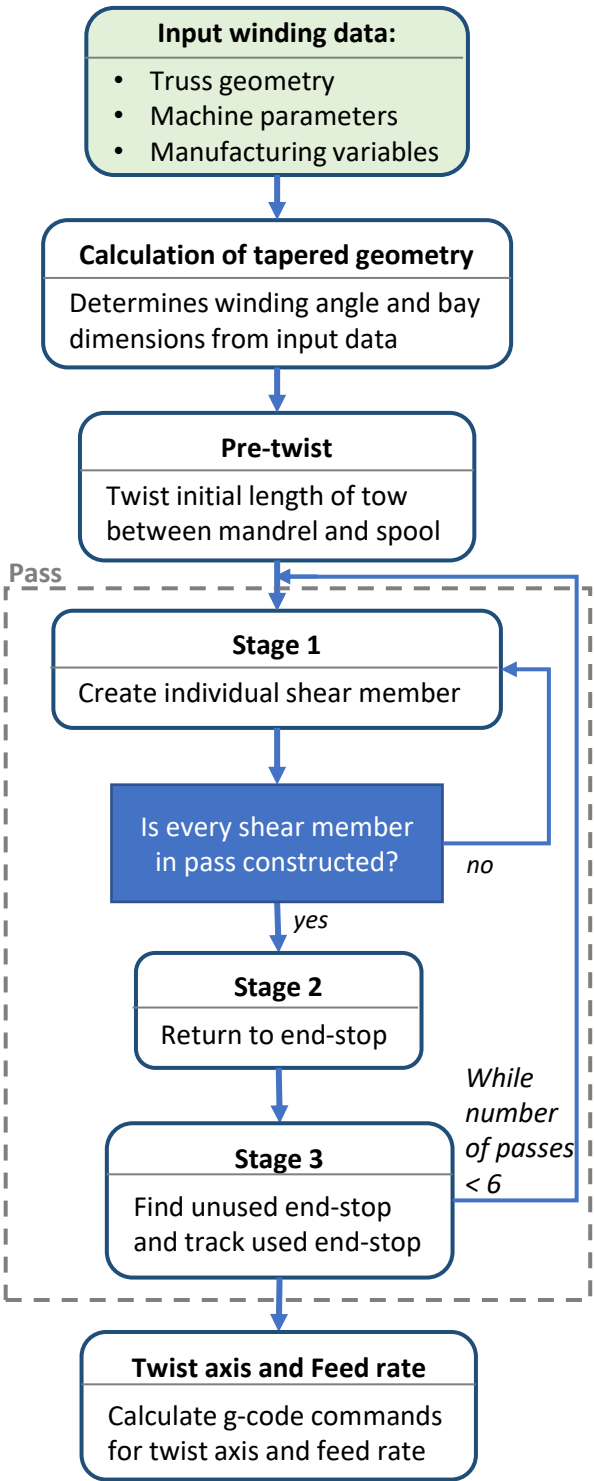 Input winding data:
• Truss geometry
• Machine parameters
• Manufacturing variables
Calculation of tapered geometry
Determines winding angle and bay
dimensions from input data
Pre-twist
Twist initial length of tow
between mandrel and spool
Pass
Stage 1
Create individual shear member
Is every shear member
in pass constructed?
no
yes
Stage 2
Return to end-stop
While
number
of passes
< 6
Stage 3
Find unused end-stop
and track used end-stop
Twist axis and Feed rate
Calculate g-code commands
for twist axis and feed rate